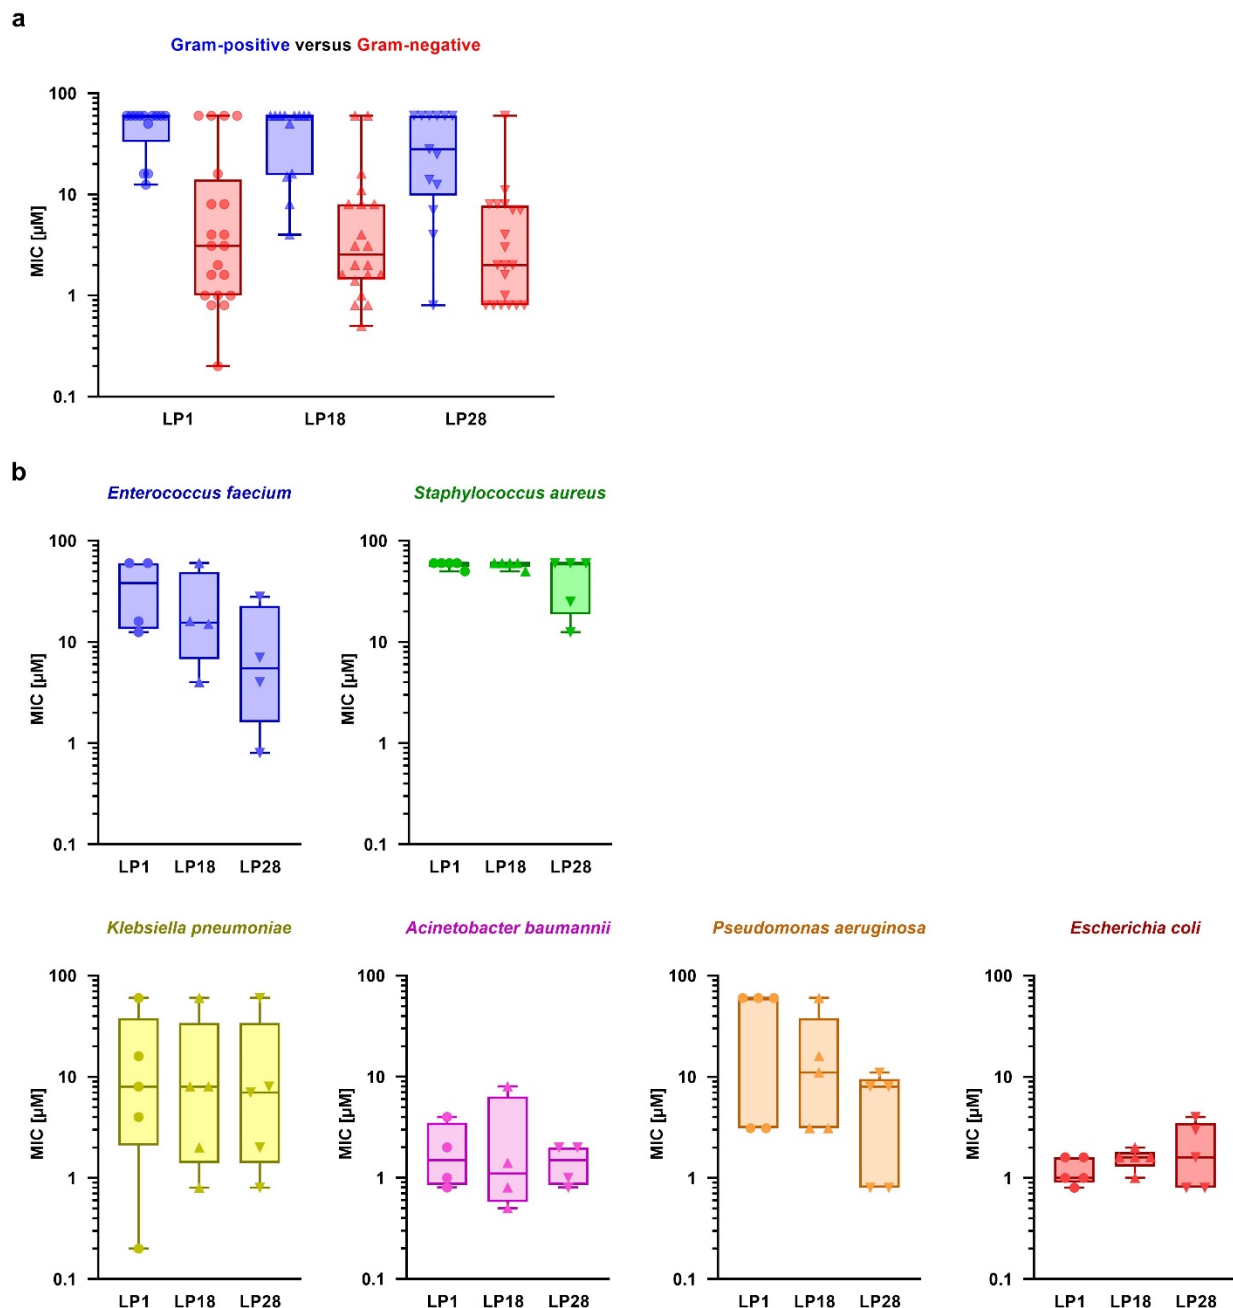 a
Gram-positive versus Gram-negative
MIC [µM]
100
10
1
0.1
LP1 LP18 LP28
b
Enterococcus faecium
MIC [µM]
100
10
1
0.1
LP1 LP18 LP28
Staphylococcus aureus
MIC [µM]
100
10
1
0.1
LP1 LP18 LP28
Klebsiella pneumoniae
MIC [µM]
100
10
1
0.1
LP1 LP18 LP28
Acinetobacter baumannii
MIC [µM]
100
10
1
0.1
LP1 LP18 LP28
Pseudomonas aeruginosa
MIC [µM]
100
10
1
0.1
LP1 LP18 LP28
Escherichia coli
MIC [µM]
100
10
1
0.1
LP1 LP18 LP28